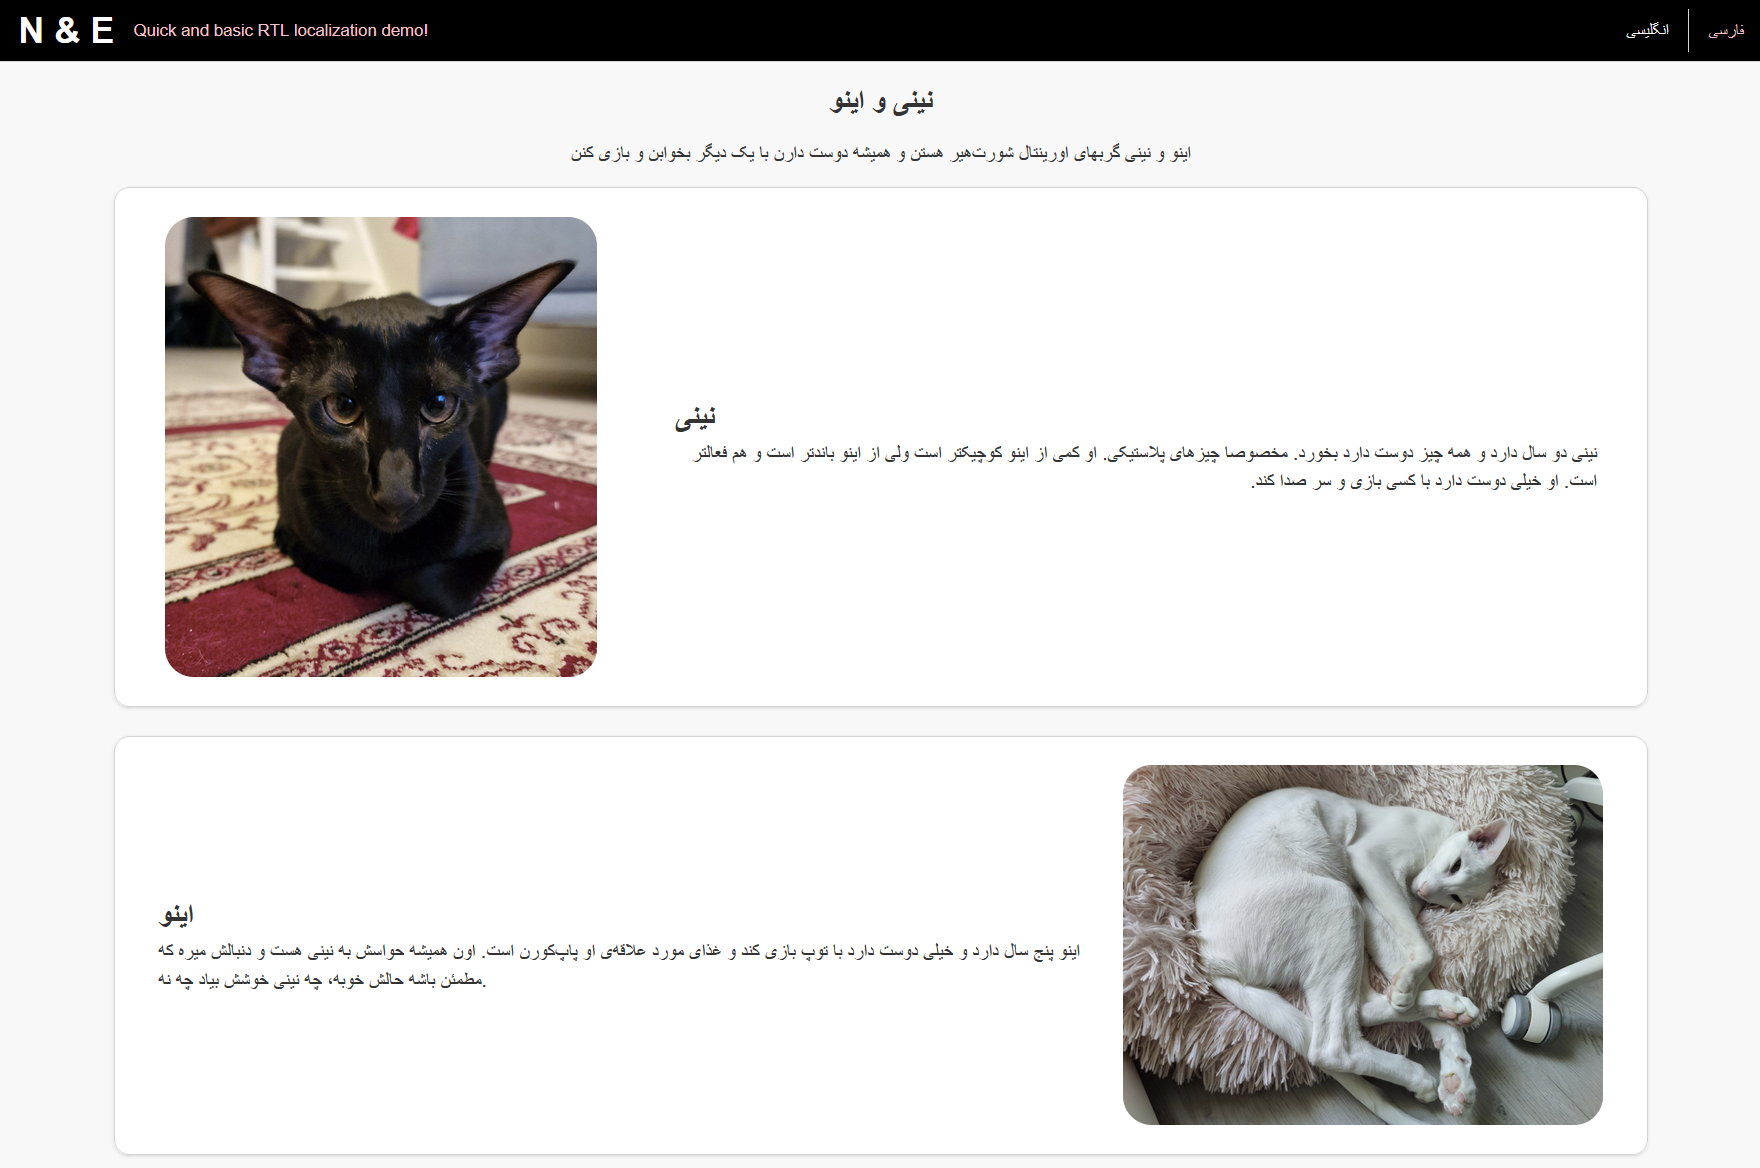 N & E
Quick and basic RTL localization demo!
فارسی
انگلیسی
نینی و اینو
اینو و نینی گربهای اورینتال شورت‌هیر هستن و همیشه دوست دارن با یک دیگر بخوابن و بازی کنن
نینی
نینی دو سال دارد و همه چیز دوست دارد بخورد. مخصوصا چیزهای پلاستیکی. او کمی از اینو کوچیکتر است ولی از اینو باندتر است و هم فعالتر
است. او خیلی دوست دارد با کسی بازی و سر صدا کند.
اینو
اینو پنج سال دارد و خیلی دوست دارد با توپ بازی کند و غذای مورد علاقه‌ی او پاپ‌کورن است. اون همیشه حواسش به نینی هست و دنبالش میره که
مطمئن باشه حالش خوبه، چه نینی خوشش بیاد چه نه.